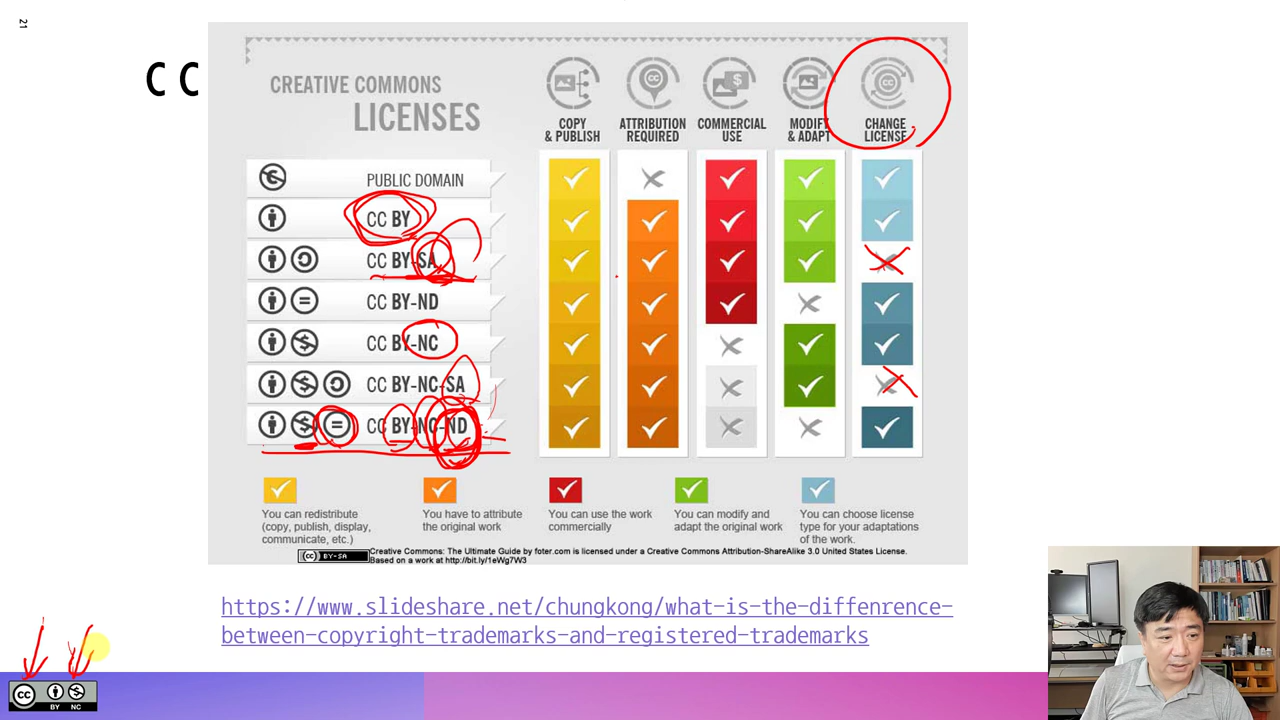 21
CC
CREATIVE COMMONS
LICENSES
COPY
& PUBLISH
ATTRIBUTION
REQUIRED
COMMERCIAL
USE
MODIFY
& ADAPT
CHANGE
LICENSE
PUBLIC DOMAIN
CC BY
CC BY-SA
CC BY-ND
CC BY-NC
CC BY-NC-SA
CC BY-NC-ND
You can redistribute
(copy, publish, display,
communicate, etc.)
You have to attribute
the original work
You can use the work
commercially
You can modify and
adapt the original work
You can choose license
type for your adaptations
of the work.
cc BY-SA
Creative Commons: The Ultimate Guide by foter.com is licensed under a Creative Commons Attribution-ShareAlike 3.0 United States License.
Based on a work at http://bit.ly/1eWg7W3
https://www.slideshare.net/chungkong/what-is-the-diffenrence-
between-copyright-trademarks-and-registered-trademarks
cc
BY NC